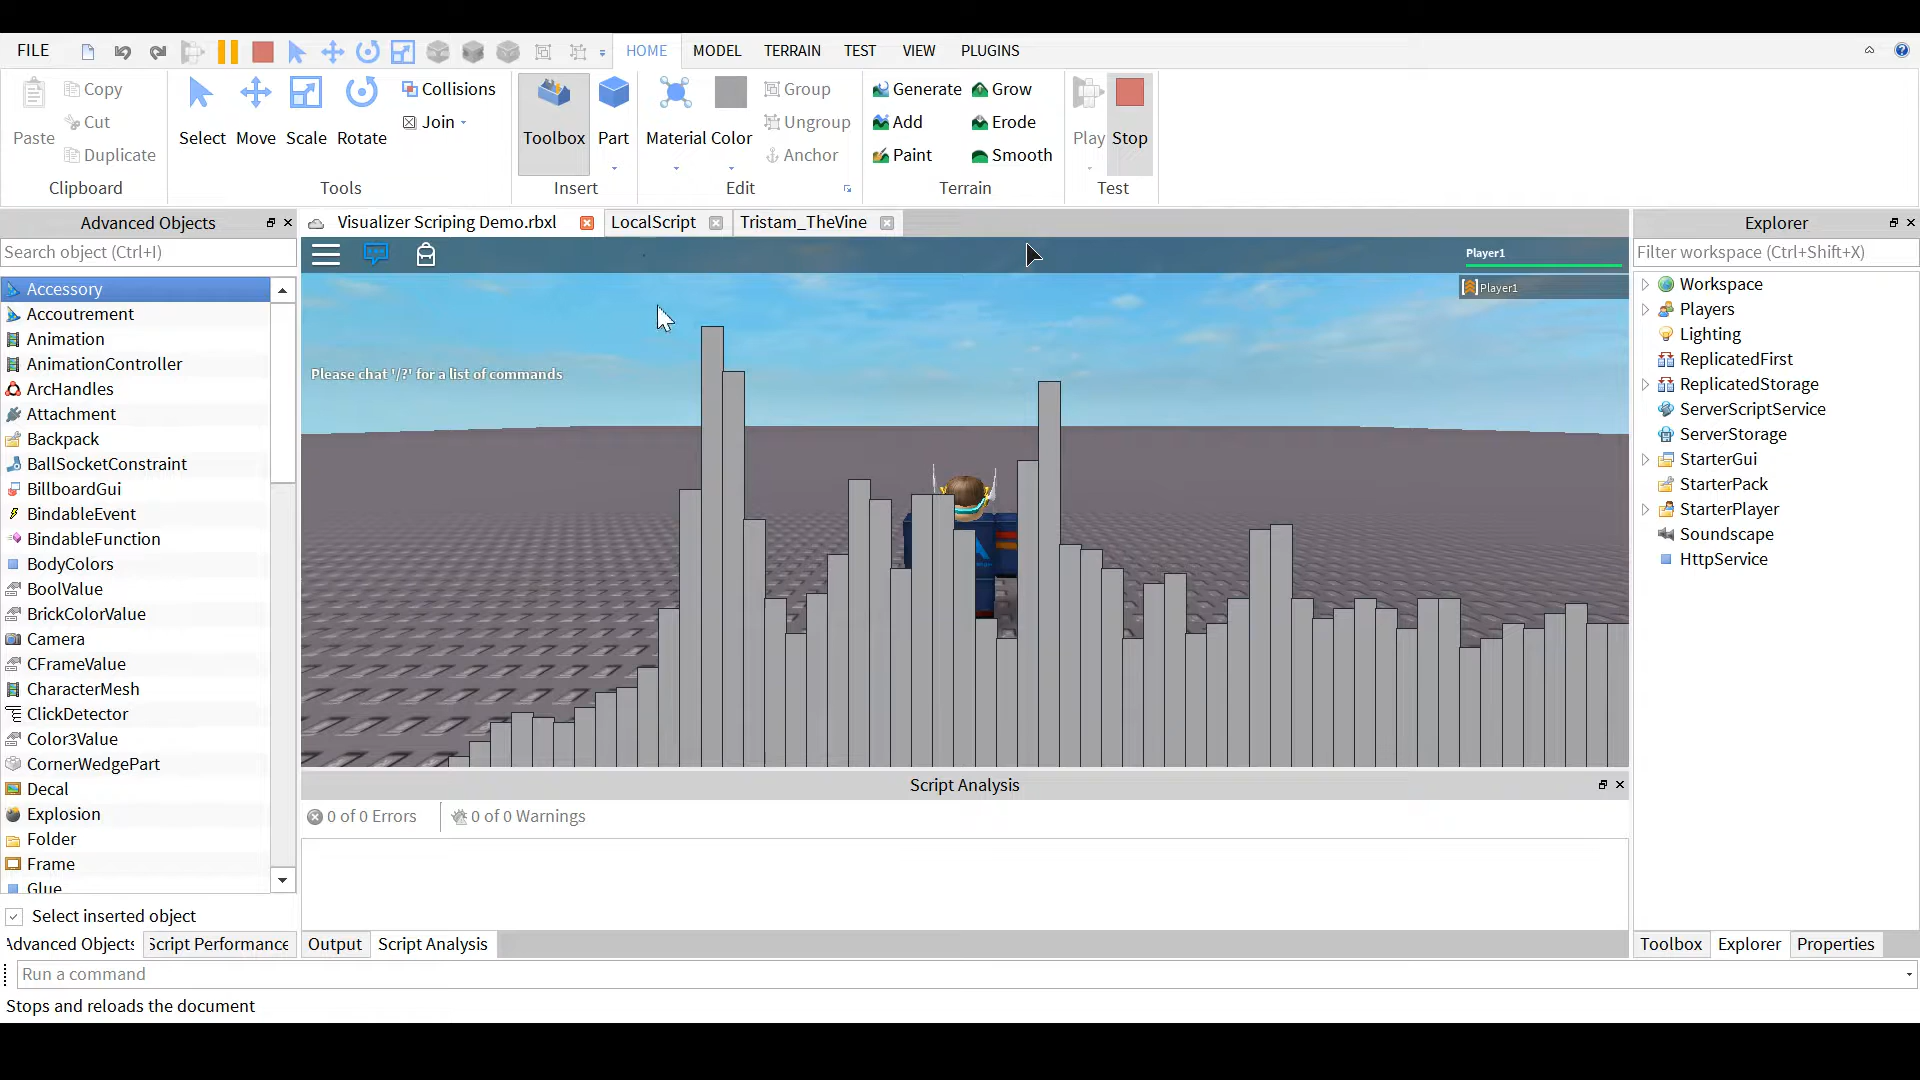 FILE
HOME
MODEL
TERRAIN
TEST
VIEW
PLUGINS
Paste
Copy
Cut
Duplicate
Clipboard
Select
Move
Scale
Rotate
Collisions
Join
Tools
Toolbox
Part
Insert
Material
Color
Group
Ungroup
Anchor
Edit
Generate
Add
Paint
Grow
Erode
Smooth
Terrain
Play
Stop
Test
Advanced Objects
Search object (Ctrl+I)
Accessory
Accoutrement
Animation
AnimationController
ArcHandles
Attachment
Backpack
BallSocketConstraint
BillboardGui
BindableEvent
BindableFunction
BodyColors
BoolValue
BrickColorValue
Camera
CFrameValue
CharacterMesh
ClickDetector
Color3Value
CornerWedgePart
Decal
Explosion
Folder
Frame
Glue
Select inserted object
Advanced Objects
Script Performance
Visualizer Scriping Demo.rbxl
LocalScript
Tristam_TheVine
Player1
Player1
Please chat '/?' for a list of commands
Script Analysis
0 of 0 Errors
0 of 0 Warnings
Output
Script Analysis
Explorer
Filter workspace (Ctrl+Shift+X)
Workspace
Players
Lighting
ReplicatedFirst
ReplicatedStorage
ServerScriptService
ServerStorage
StarterGui
StarterPack
StarterPlayer
Soundscape
HttpService
Toolbox
Explorer
Properties
Run a command
Stops and reloads the document